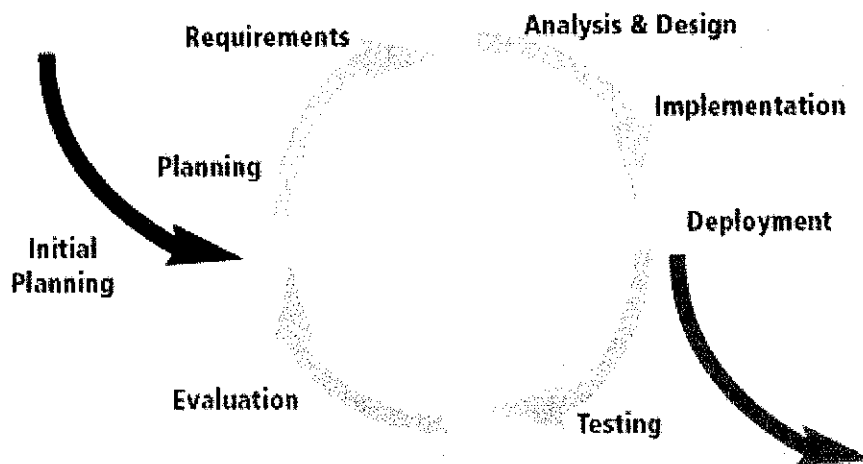 Requirements
Analysis & Design
Implementation
Planning
Deployment
Initial
Planning
Evaluation
Testing